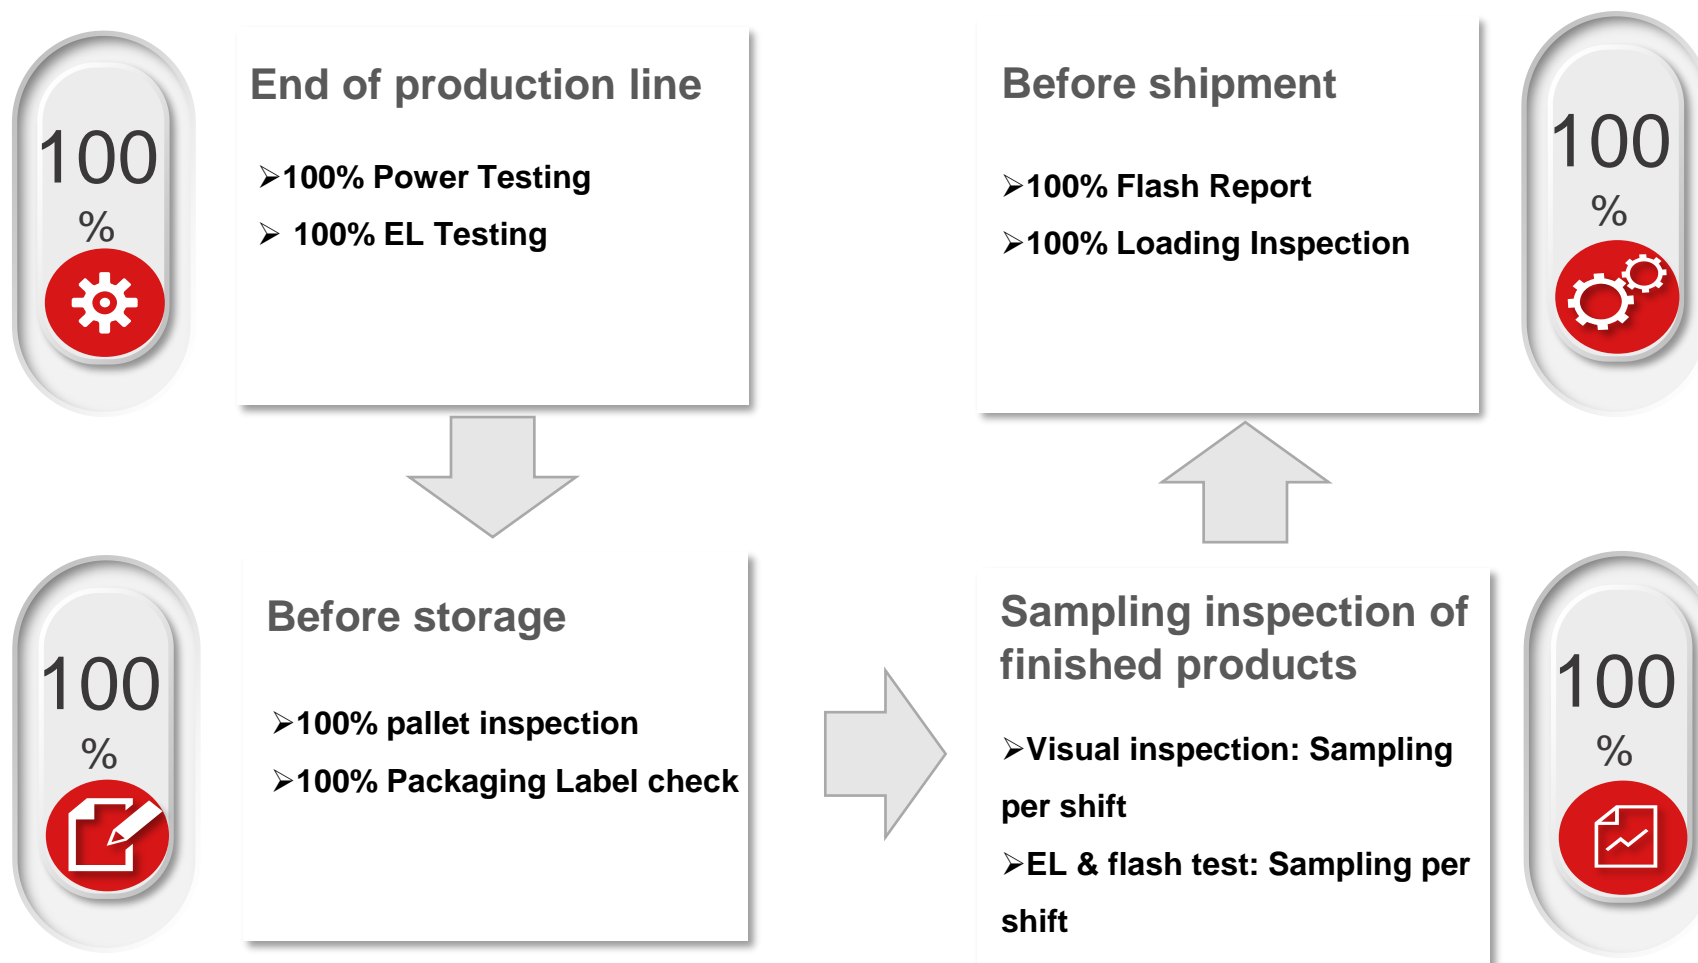 100
%
End of production line
➢100% Power Testing
➢ 100% EL Testing
Before shipment
➢100% Flash Report
➢100% Loading Inspection
100
%
100
%
Before storage
➢100% pallet inspection
➢100% Packaging Label check
Sampling inspection of
finished products
➢Visual inspection: Sampling
per shift
➢EL & flash test: Sampling per
shift
100
%